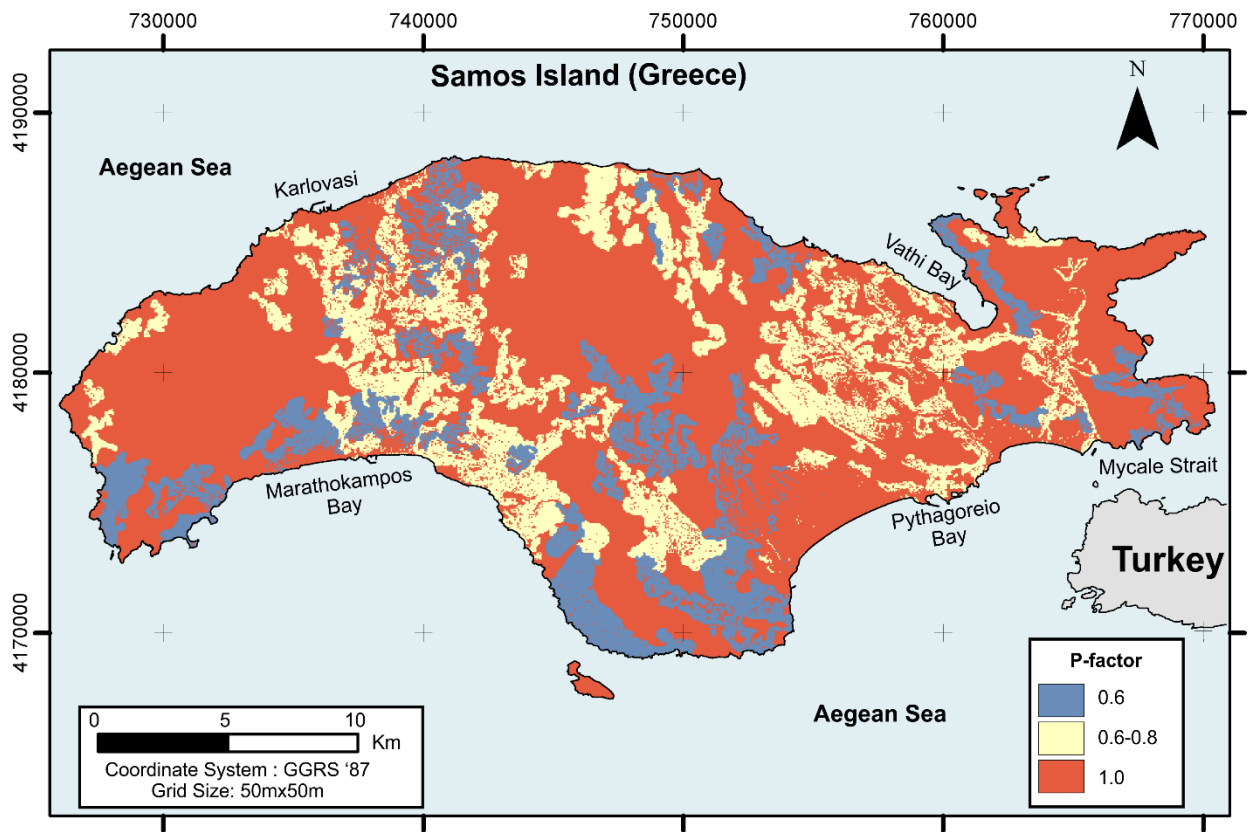 730000
740000
750000
760000
770000
Samos Island (Greece)
N
4190000
Aegean Sea
Karlovasi
Vathi Bay
4180000
Marathokampos
Bay
Mycale Strait
Pythagoreio
Bay
Turkey
4170000
P-factor
0.6
0.6-0.8
1.0
Aegean Sea
0
5
10
Km
Coordinate System : GGRS ‘87
Grid Size: 50mx50m